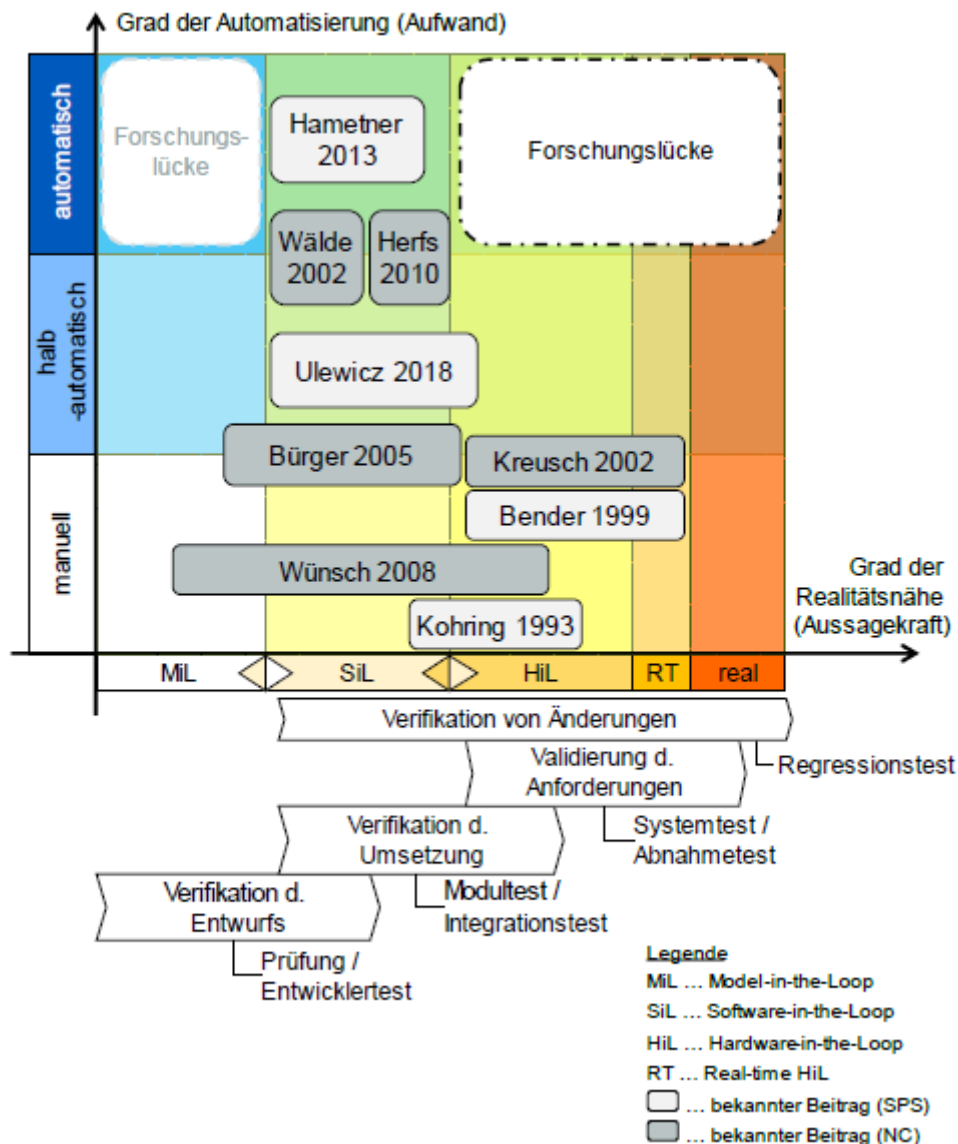 Grad der Automatisierung (Aufwand)
automatisch
Forschungs-
lücke
Hametner
2013
Forschungslücke
Wälde
2002
Herfs
2010
halb
-automatisch
Ulewicz 2018
Bürger 2005
Kreusch 2002
manuell
Bender 1999
Wünsch 2008
Kohring 1993
Grad der
Realitätsnähe
(Aussagekraft)
MiL
SiL
HiL
RT
real
Verifikation von Änderungen
Regressionstest
Validierung d.
Anforderungen
Systemtest /
Abnahmetest
Verifikation d.
Umsetzung
Modultest /
Integrationstest
Verifikation d.
Entwurfs
Prüfung /
Entwicklertest
Legende
MiL ... Model-in-the-Loop
SiL ... Software-in-the-Loop
HiL ... Hardware-in-the-Loop
RT ... Real-time HiL
... bekannter Beitrag (SPS)
... bekannter Beitrag (NC)